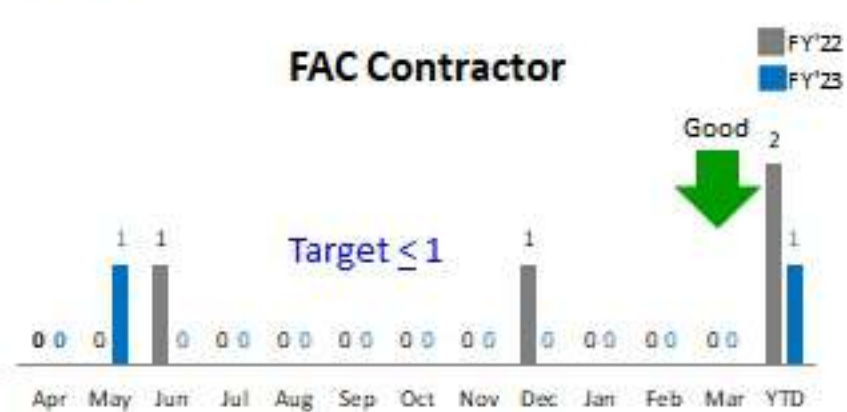 FAC Contractor
FY'22
FY'23
Good
2
1 1 1 1
Target ≤ 1
0 0 0 0 0 0 0 0 0 0 0 0 0 0 0 0 0 0 0 0 0
Apr May Jun Jul Aug Sep Oct Nov Dec Jan Feb Mar YTD